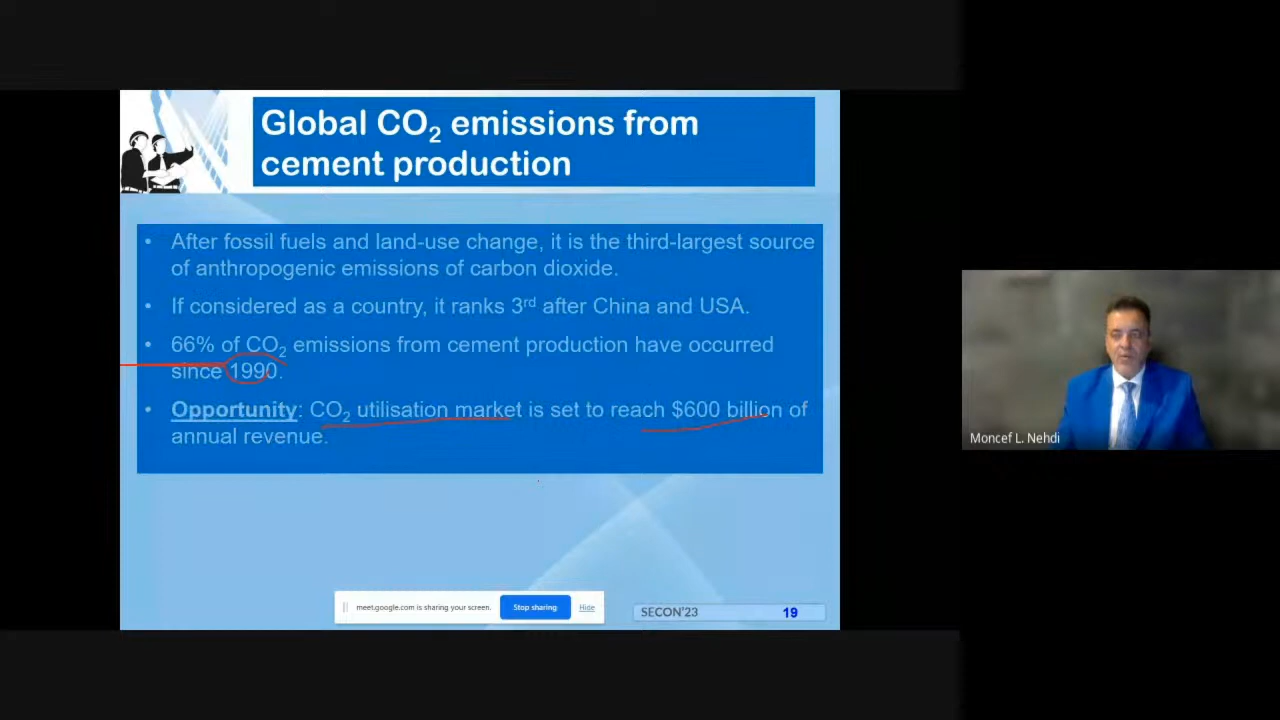 Global CO₂ emissions from
cement production
• After fossil fuels and land-use change, it is the third-largest source
of anthropogenic emissions of carbon dioxide.
• If considered as a country, it ranks 3rd after China and USA.
• 66% of CO₂ emissions from cement production have occurred
since 1990.
• Opportunity: CO₂ utilisation market is set to reach $600 billion of
annual revenue.
Moncef L. Nehdi
meet.google.com is sharing your screen. Stop sharing Hide
SECON'23 19